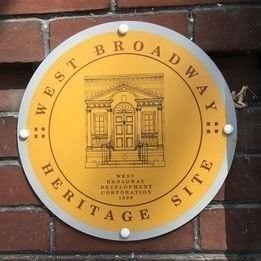 WEST BROADWAY
WEST
BROADWAY
DEVELOPMENT
CORPORATION
1998
HERITAGE SITE